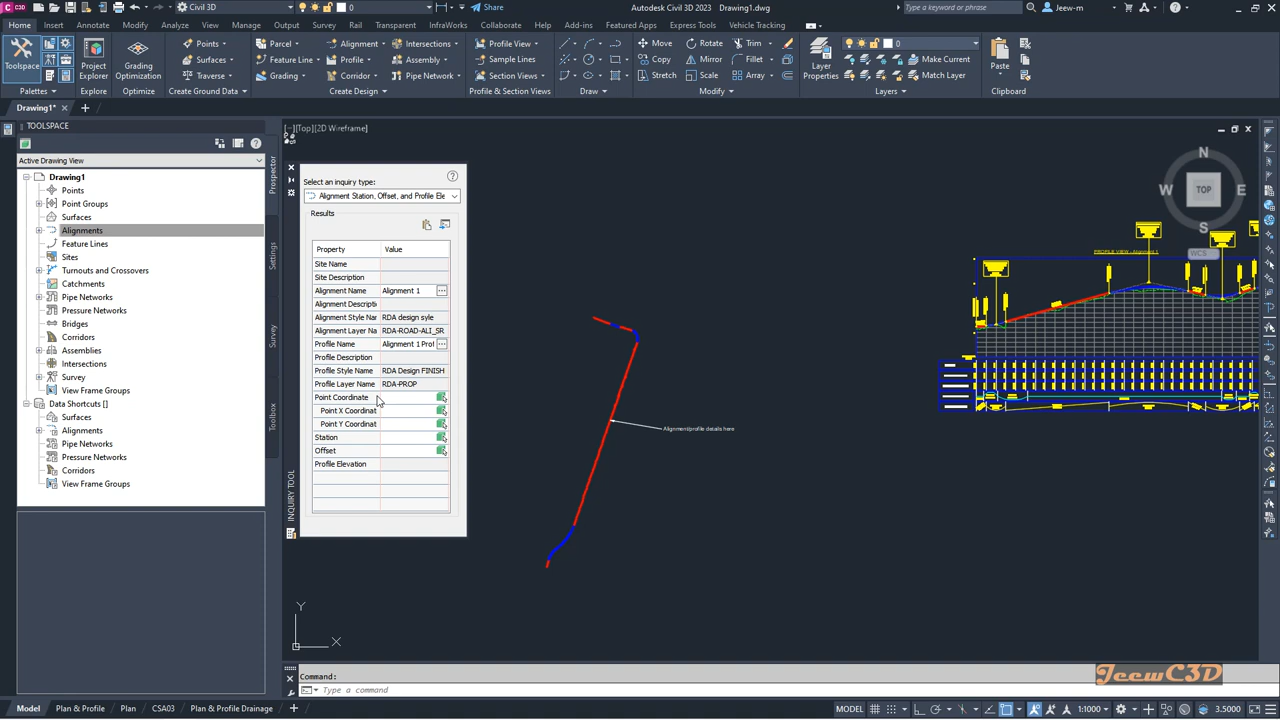 C3D Civil 3D 0 Share Autodesk Civil 3D 2023 Drawing1.dwg Type a keyword or phrase Jeew-m
Home Insert Annotate Modify Analyze View Manage Output Survey Rail Transparent InfraWorks Collaborate Help Add-ins Featured Apps Express Tools Vehicle Tracking
Toolspace
Palettes
Project Explorer
Explore
Grading Optimization
Optimize
Points
Surfaces
Traverse
Create Ground Data
Parcel Alignment Intersections
Feature Line Profile Assembly
Grading Corridor Pipe Network
Create Design
Profile View
Sample Lines
Section Views
Profile & Section Views
Draw
Move Rotate Trim
Copy Mirror Fillet
Stretch Scale Array
Modify
Layer Properties
0
Make Current
Match Layer
Layers
Paste
Clipboard
Drawing1*
TOOLSPACE
Active Drawing View
Drawing1
Points
Point Groups
Surfaces
Alignments
Feature Lines
Sites
Turnouts and Crossovers
Catchments
Pipe Networks
Pressure Networks
Bridges
Corridors
Assemblies
Intersections
Survey
View Frame Groups
Data Shortcuts []
Surfaces
Alignments
Pipe Networks
Pressure Networks
Corridors
View Frame Groups
Prospector
Settings
Survey
Toolbox
[−][Top][2D Wireframe]
INQUIRY TOOL
Select an inquiry type:
Alignment Station, Offset, and Profile Ele
Results
Property Value
Site Name
Site Description
Alignment Name Alignment 1
Alignment Descripti
Alignment Style Nar RDA design syle
Alignment Layer Na RDA-ROAD-ALI_SR
Profile Name Alignment 1 Prof
Profile Description
Profile Style Name RDA Design FINISH
Profile Layer Name RDA-PROP
Point Coordinate
Point X Coordinat
Point Y Coordinat
Station
Offset
Profile Elevation
Alignment/profile details here
PROFILE VIEW - Alignment 1
N
W TOP E
S
WCS
Y
X
Command:
Type a command
JeewC3D
Model Plan & Profile Plan CSA03 Plan & Profile Drainage
MODEL 1:1000 3.5000